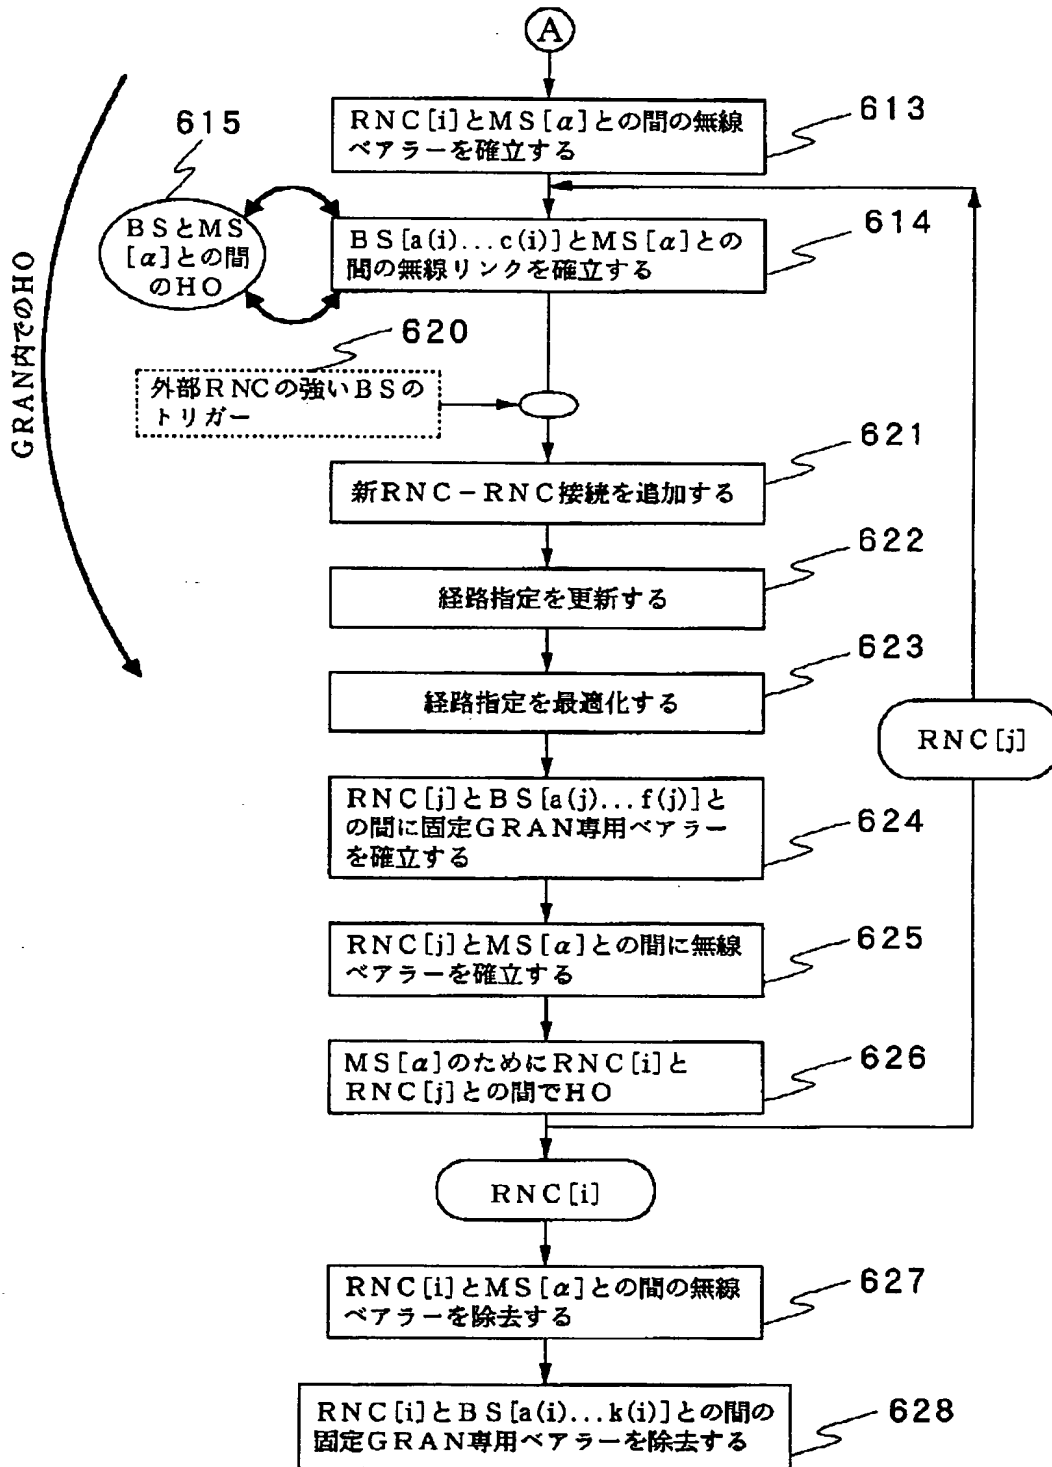 A
RNC[i]とMS[α]との間の無線
ベアラーを確立する
613
615
BSとMS
[α]との間
のHO
BS[a(i)...c(i)]とMS[α]との
間の無線リンクを確立する
614
GRAN内でのHO
620
外部RNCの強いBSの
トリガー
621
新RNC－RNC接続を追加する
622
経路指定を更新する
623
経路指定を最適化する
RNC[j]
RNC[j]とBS[a(j)...f(j)]と
の間に固定GRAN専用ベアラー
を確立する
624
RNC[j]とMS[α]との間に無線
ベアラーを確立する
625
MS[α]のためにRNC[i]と
RNC[j]との間でHO
626
RNC[i]
RNC[i]とMS[α]との間の無線
ベアラーを除去する
627
RNC[i]とBS[a(i)...k(i)]との間の
固定GRAN専用ベアラーを除去する
628